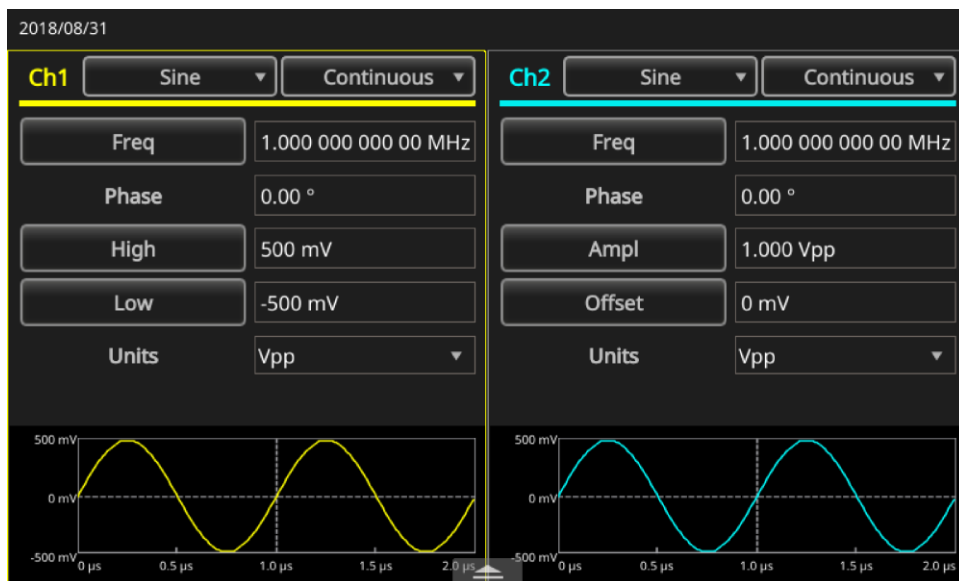 2018/08/31
Ch1 Sine Continuous
Freq 1.000 000 000 00 MHz
Phase 0.00 °
High 500 mV
Low -500 mV
Units Vpp
500 mV
0 mV
-500 mV
0 µs 0.5 µs 1.0 µs 1.5 µs 2.0 µs
Ch2 Sine Continuous
Freq 1.000 000 000 00 MHz
Phase 0.00 °
Ampl 1.000 Vpp
Offset 0 mV
Units Vpp
500 mV
0 mV
-500 mV
0 µs 0.5 µs 1.0 µs 1.5 µs 2.0 µs